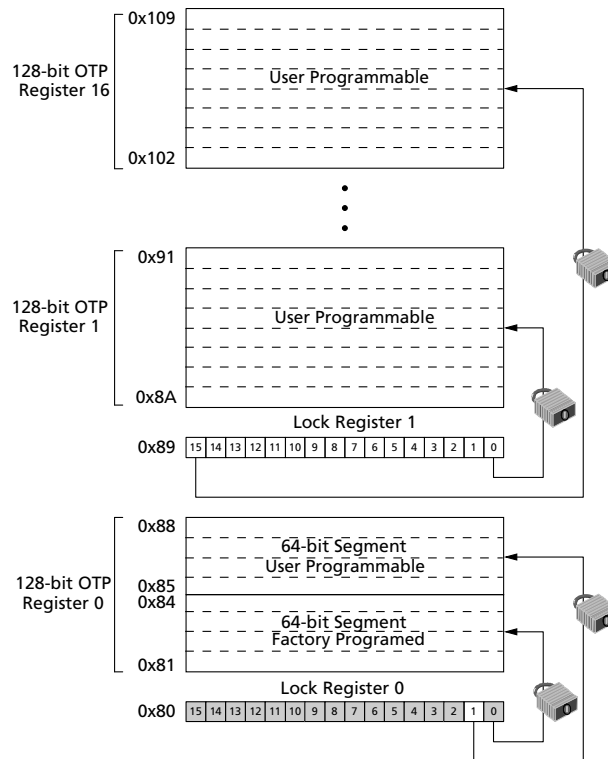 0x109
128-bit OTP
Register 16
User Programmable
0x102
0x91
128-bit OTP
Register 1
User Programmable
0x8A
Lock Register 1
0x89
15 14 13 12 11 10 9 8 7 6 5 4 3 2 1 0
0x88
64-bit Segment
User Programmable
128-bit OTP
Register 0
0x85
0x84
64-bit Segment
Factory Programed
0x81
Lock Register 0
0x80
15 14 13 12 11 10 9 8 7 6 5 4 3 2 1 0